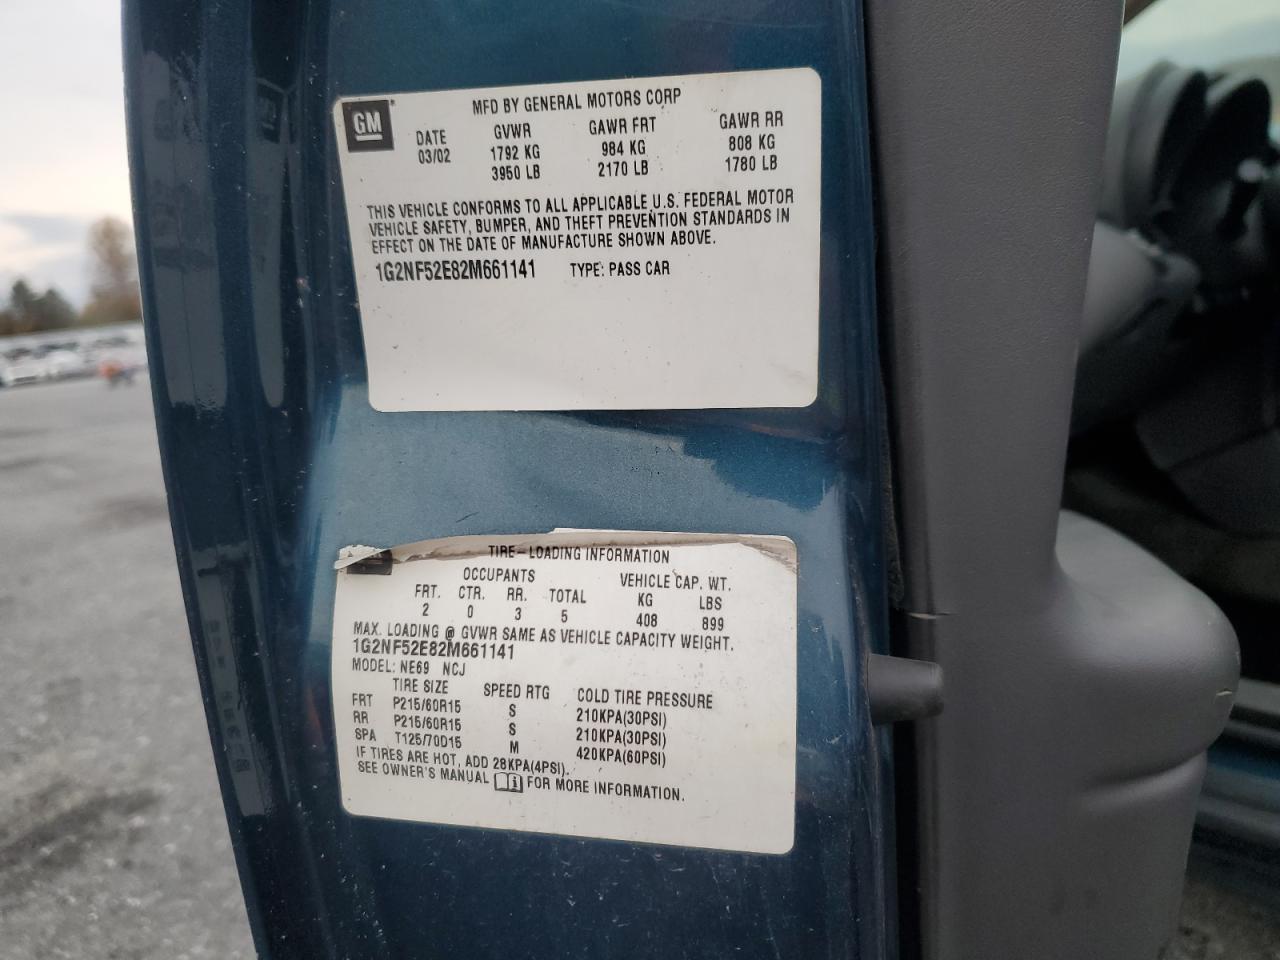 GM
MFD BY GENERAL MOTORS CORP
DATE GVWR GAWR FRT GAWR RR
03/02 1792 KG 984 KG 808 KG
3950 LB 2170 LB 1780 LB
THIS VEHICLE CONFORMS TO ALL APPLICABLE U.S. FEDERAL MOTOR
VEHICLE SAFETY, BUMPER, AND THEFT PREVENTION STANDARDS IN
EFFECT ON THE DATE OF MANUFACTURE SHOWN ABOVE.
1G2NF52E82M661141 TYPE: PASS CAR
TIRE-LOADING INFORMATION
OCCUPANTS VEHICLE CAP. WT.
FRT. CTR. RR. TOTAL KG LBS
2 0 3 5 408 899
MAX. LOADING @ GVWR SAME AS VEHICLE CAPACITY WEIGHT.
1G2NF52E82M661141
MODEL: NE69 NCJ
TIRE SIZE SPEED RTG COLD TIRE PRESSURE
FRT P215/60R15 S 210KPA(30PSI)
RR P215/60R15 S 210KPA(30PSI)
SPA T125/70D15 M 420KPA(60PSI)
IF TIRES ARE HOT, ADD 28KPA(4PSI).
SEE OWNER'S MANUAL FOR MORE INFORMATION.